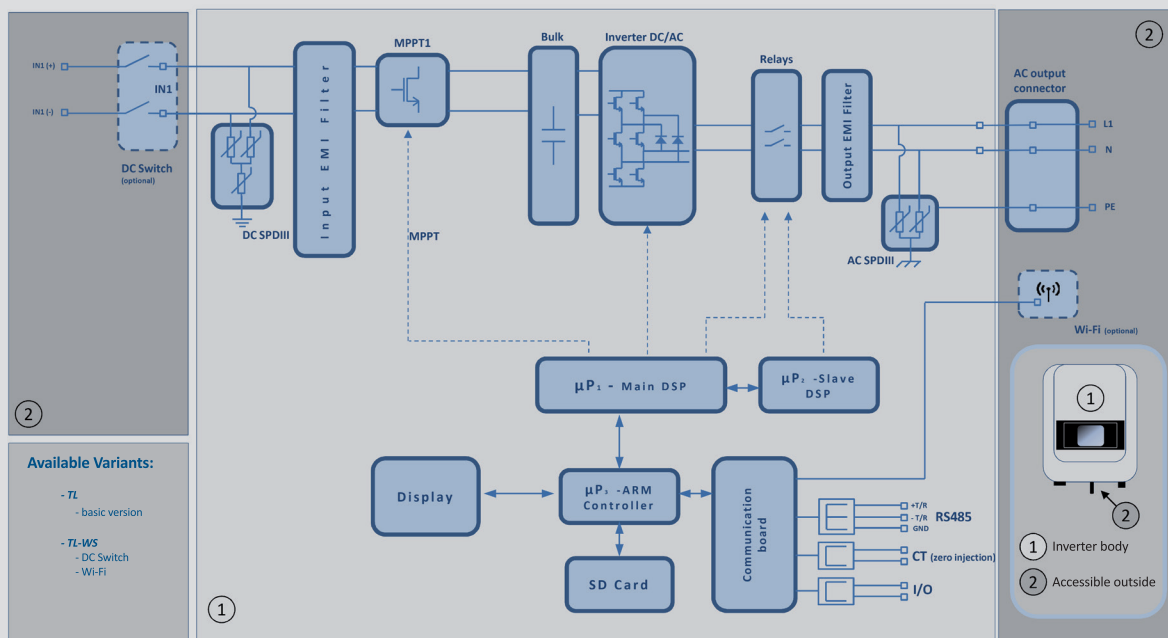 IN1 (+)
IN1 (-)
IN1
DC Switch
(optional)
2
DC SPDIII
Input EMI Filter
MPPT1
MPPT
Bulk
Inverter DC/AC
Relays
Output EMI Filter
AC SPDIII
2
AC output
connector
L1
N
PE
Wi-Fi (optional)
µP₁ - Main DSP
µP₂ -Slave
DSP
Display
µP₃ -ARM
Controller
SD Card
Communication
board
+T/R
- T/R
GND
RS485
CT (zero injection)
I/O
1
Available Variants:
- TL
- basic version
- TL-WS
- DC Switch
- Wi-Fi
1
2
1 Inverter body
2 Accessible outside